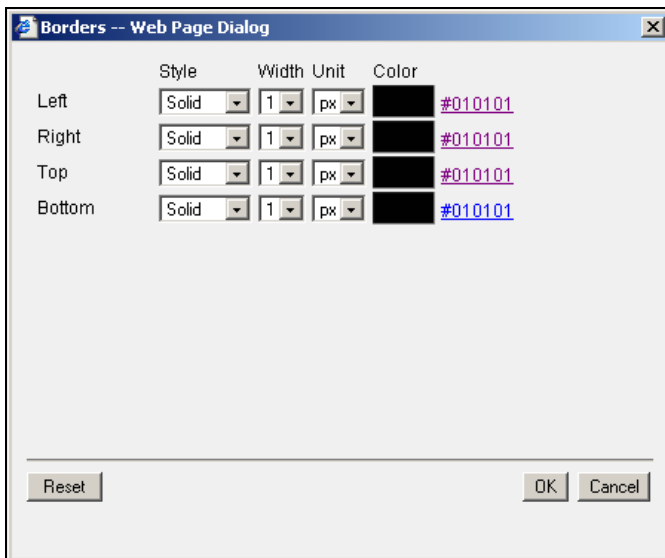 Borders -- Web Page Dialog
Style Width Unit Color
Left Solid 1 px #010101
Right Solid 1 px #010101
Top Solid 1 px #010101
Bottom Solid 1 px #010101
Reset OK Cancel